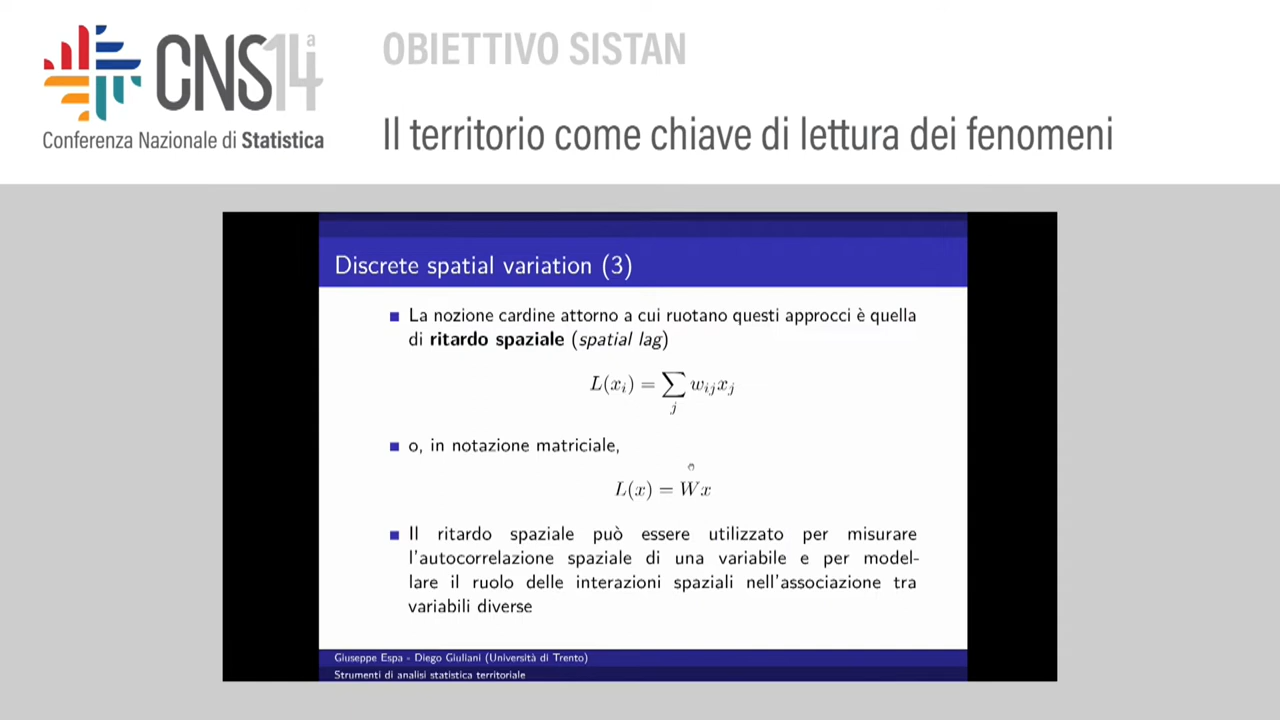 CNS14ª
Conferenza Nazionale di Statistica
OBIETTIVO SISTAN
Il territorio come chiave di lettura dei fenomeni
Discrete spatial variation (3)
La nozione cardine attorno a cui ruotano questi approcci è quella
di ritardo spaziale (spatial lag)
L(x_i) = ∑_j w_{ij}x_j
o, in notazione matriciale,
L(x) = Wx
Il ritardo spaziale può essere utilizzato per misurare
l'autocorrelazione spaziale di una variabile e per model-
lare il ruolo delle interazioni spaziali nell'associazione tra
variabili diverse
Giuseppe Espa - Diego Giuliani (Università di Trento)
Strumenti di analisi statistica territoriale